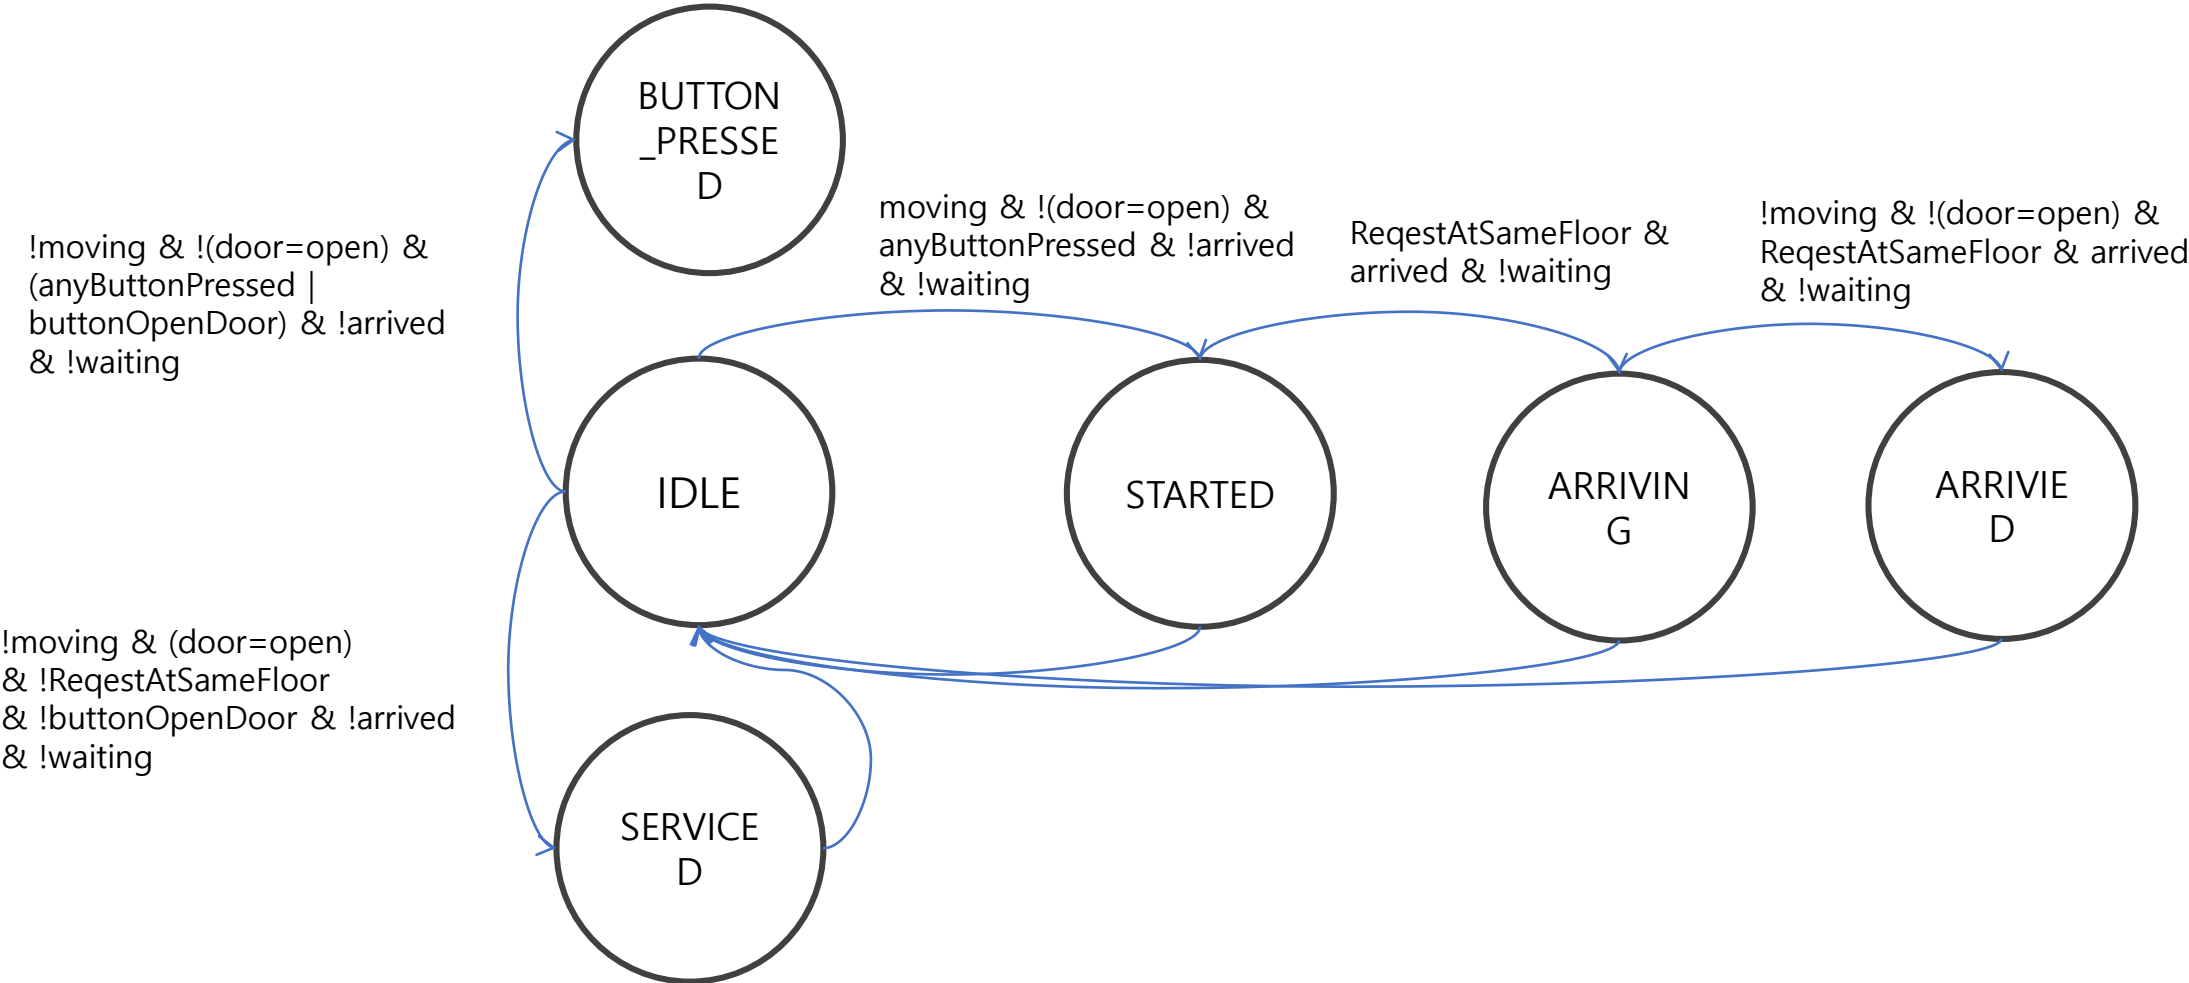 BUTTON
_PRESSE
D
!moving & !(door=open) &
(anyButtonPressed |
buttonOpenDoor) & !arrived
& !waiting
moving & !(door=open) &
anyButtonPressed & !arrived
& !waiting
ReqestAtSameFloor &
arrived & !waiting
!moving & !(door=open) &
ReqestAtSameFloor & arrived
& !waiting
IDLE
STARTED
ARRIVIN
G
ARRIVIE
D
!moving & (door=open)
& !ReqestAtSameFloor
& !buttonOpenDoor & !arrived
& !waiting
SERVICE
D